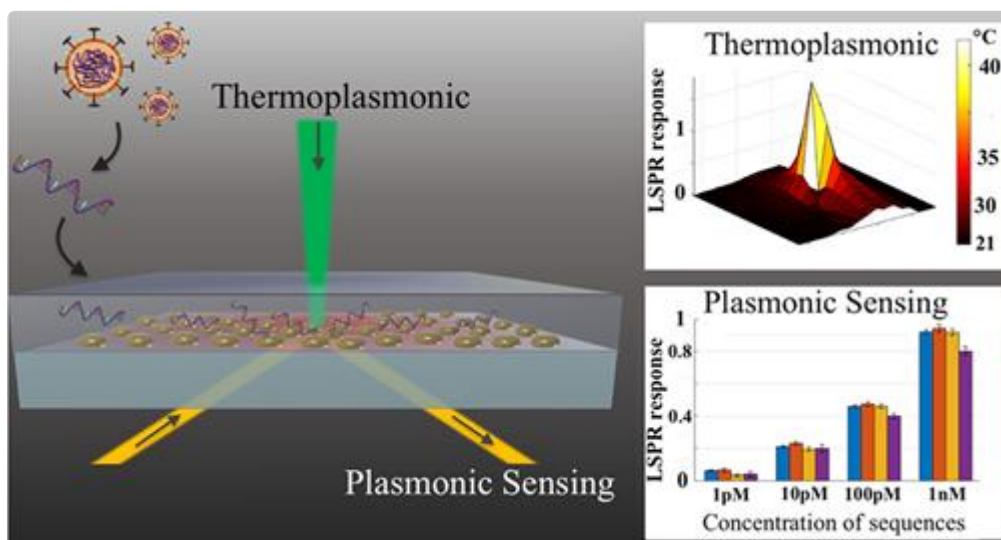 Thermoplasmonic
Plasmonic Sensing
Thermoplasmonic
°C
40
35
30
21
LSPR response
1
0
Plasmonic Sensing
LSPR response
1
0.8
0.4
0
1pM 10pM 100pM 1nM
Concentration of sequences